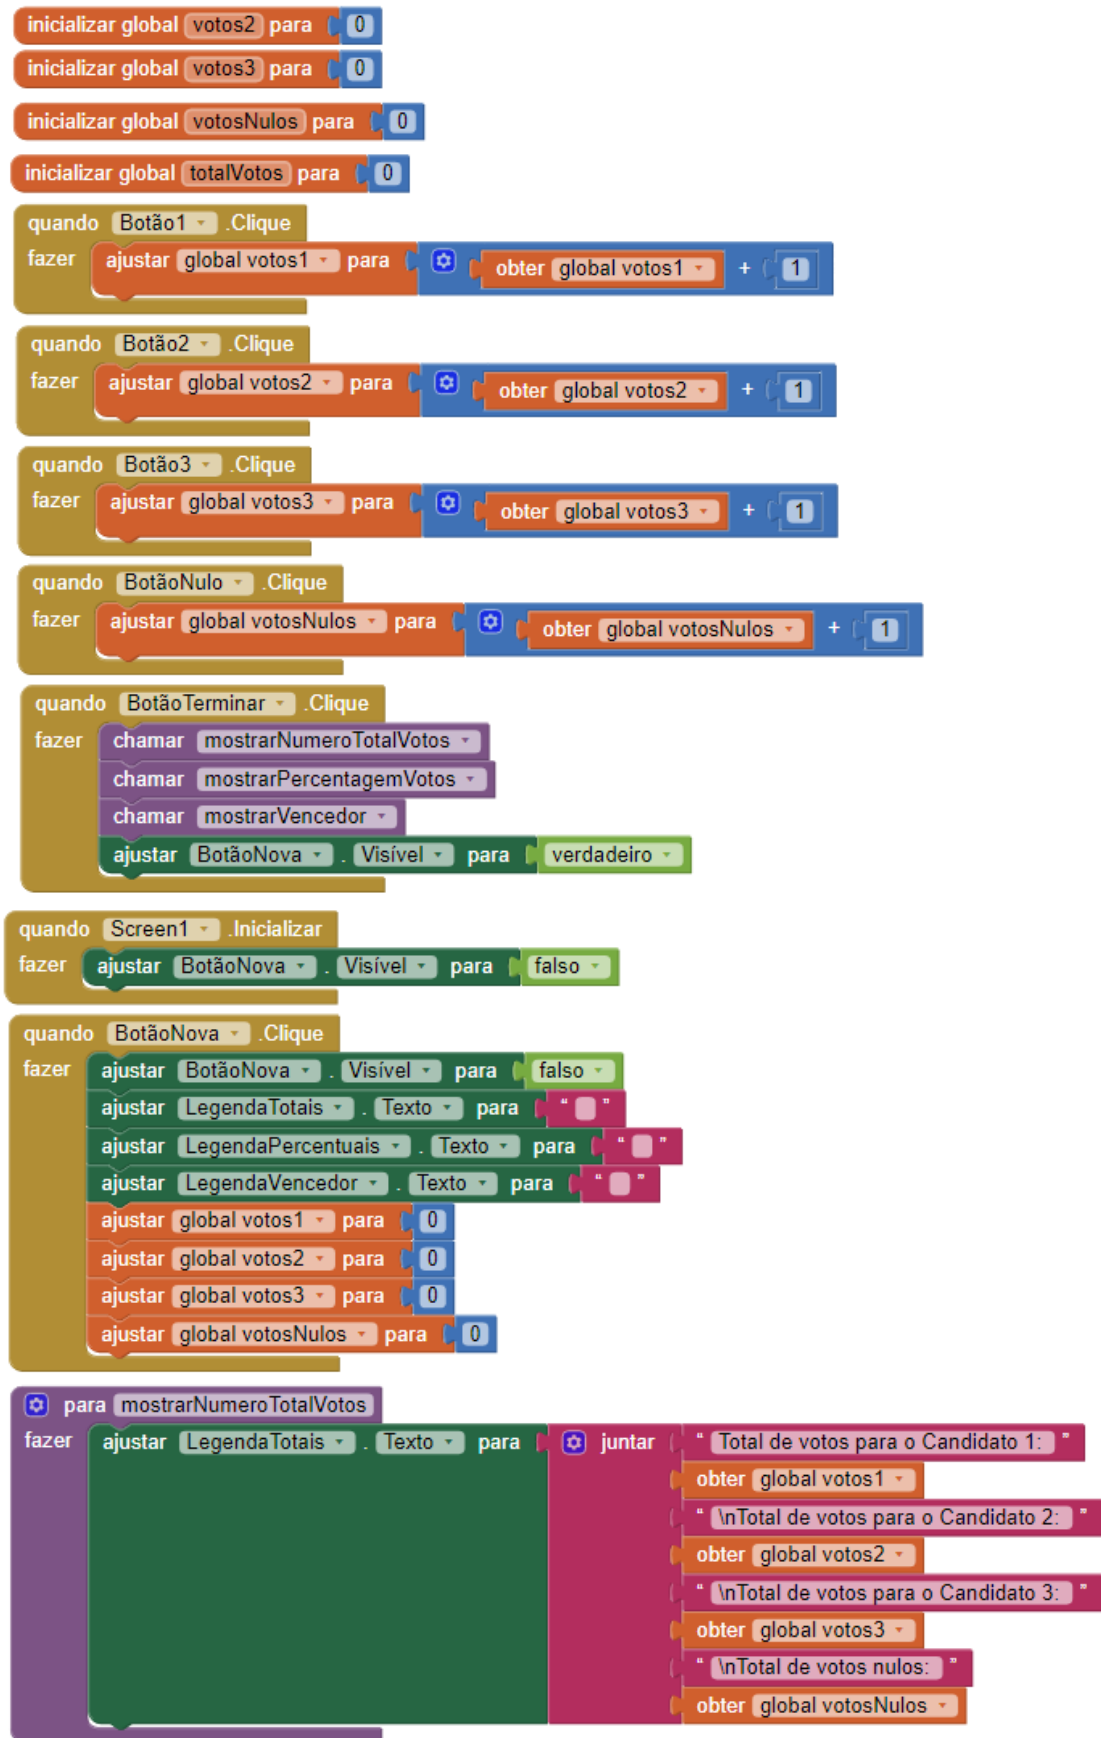 inicializar global votos2 para 0
inicializar global votos3 para 0
inicializar global votosNulos para 0
inicializar global totalVotos para 0
quando Botão1 .Clique
fazer ajustar global votos1 para obter global votos1 + 1
quando Botão2 .Clique
fazer ajustar global votos2 para obter global votos2 + 1
quando Botão3 .Clique
fazer ajustar global votos3 para obter global votos3 + 1
quando BotãoNulo .Clique
fazer ajustar global votosNulos para obter global votosNulos + 1
quando BotãoTerminar .Clique
fazer chamar mostrarNumeroTotalVotos
chamar mostrarPercentagemVotos
chamar mostrarVencedor
ajustar BotãoNova . Visível para verdadeiro
quando Screen1 .Inicializar
fazer ajustar BotãoNova . Visível para falso
quando BotãoNova .Clique
fazer ajustar BotãoNova . Visível para falso
ajustar LegendaTotais . Texto para “ ”
ajustar LegendaPercentuais . Texto para “ ”
ajustar LegendaVencedor . Texto para “ ”
ajustar global votos1 para 0
ajustar global votos2 para 0
ajustar global votos3 para 0
ajustar global votosNulos para 0
para mostrarNumeroTotalVotos
fazer ajustar LegendaTotais . Texto para juntar “ Total de votos para o Candidato 1: ”
obter global votos1
“ \nTotal de votos para o Candidato 2: ”
obter global votos2
“ \nTotal de votos para o Candidato 3: ”
obter global votos3
“ \nTotal de votos nulos: ”
obter global votosNulos